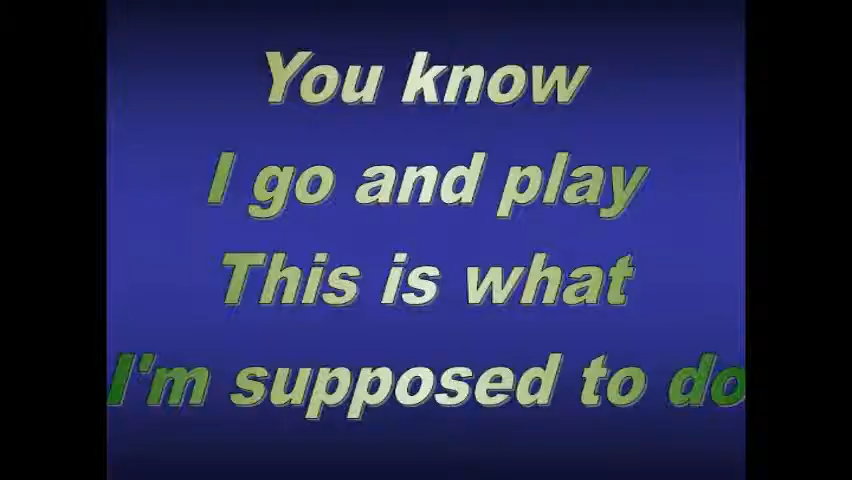 You know
I go and play
This is what
I'm supposed to do